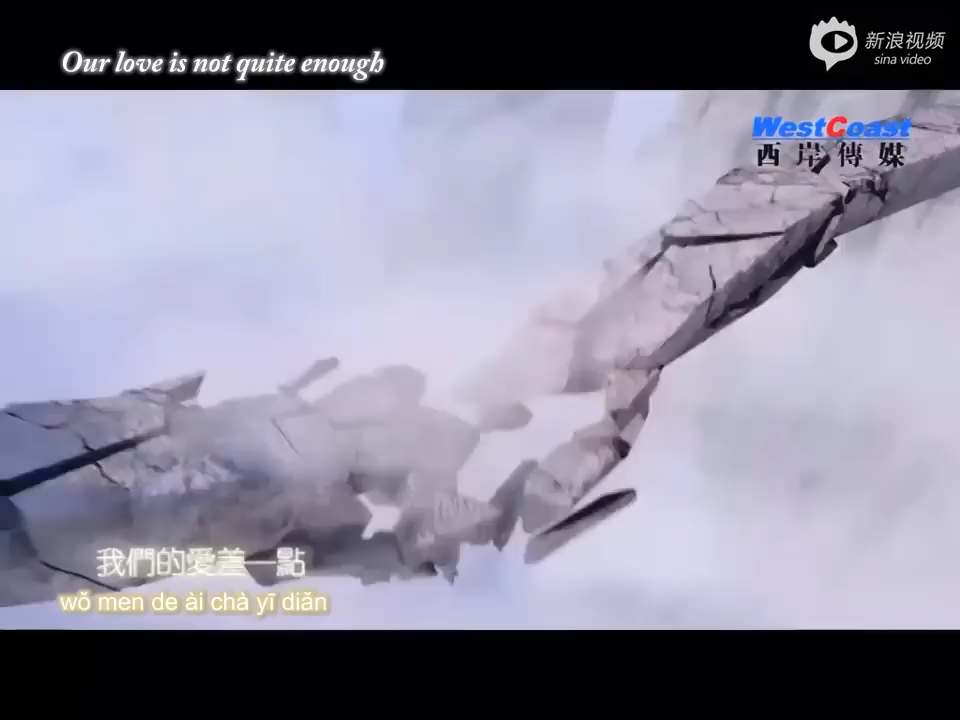 Our love is not quite enough
新浪视频
sina video
WestCoast
西岸傳媒
我們的愛差一點
wǒ men de ài chà yī diǎn